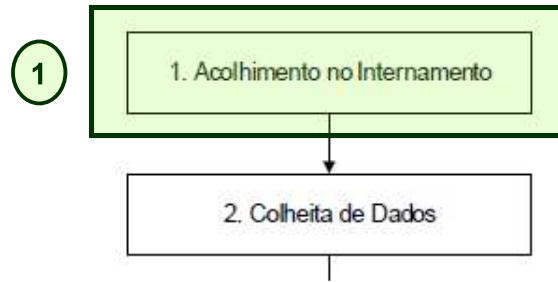 1
1. Acolhimento no Internamento
2. Colheita de Dados